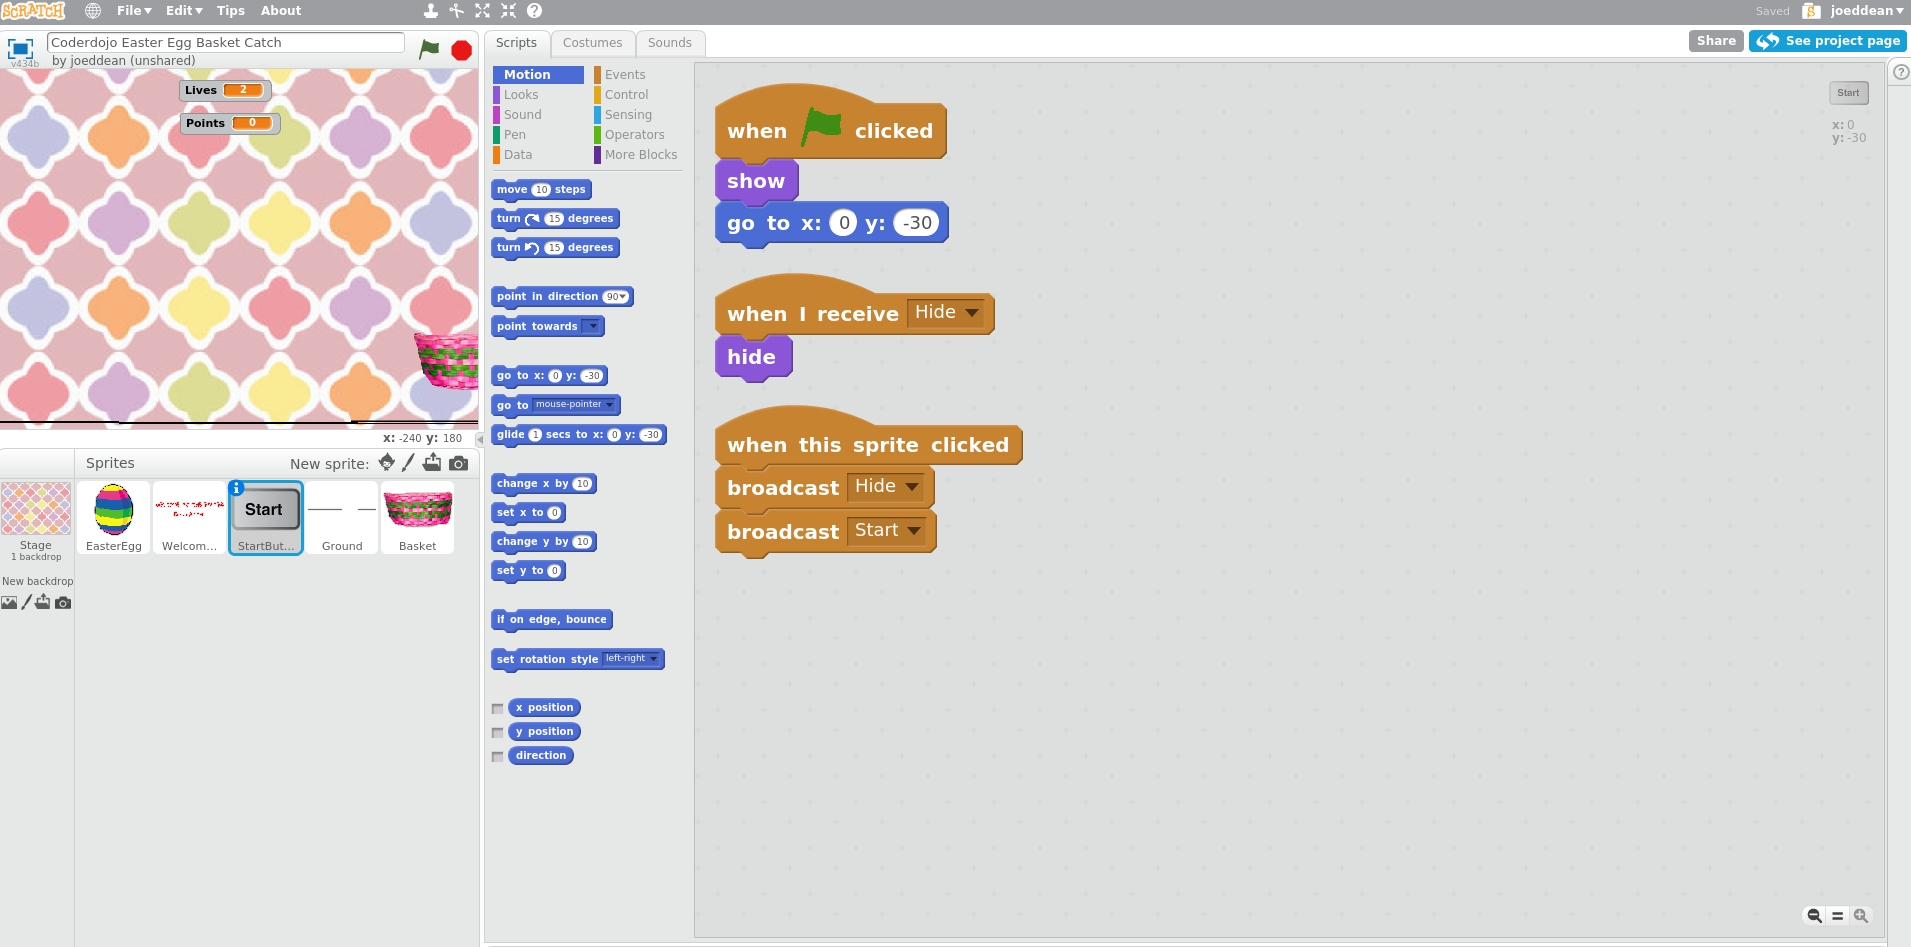 SCRATCH File Edit Tips About Saved joeddean
Coderdojo Easter Egg Basket Catch
by joeddean (unshared)
v434b
Scripts Costumes Sounds
Share See project page
Lives 2
Points 0
x: -240 y: 180
Sprites New sprite:
EasterEgg Welcom... StartBut... Ground Basket
Start
Stage
1 backdrop
New backdrop
Motion Events
Looks Control
Sound Sensing
Pen Operators
Data More Blocks
move 10 steps
turn 15 degrees
turn 15 degrees
point in direction 90
point towards
go to x: 0 y: -30
go to mouse-pointer
glide 1 secs to x: 0 y: -30
change x by 10
set x to 0
change y by 10
set y to 0
if on edge, bounce
set rotation style left-right
x position
y position
direction
when clicked
show
go to x: 0 y: -30
when I receive Hide
hide
when this sprite clicked
broadcast Hide
broadcast Start
Start
x: 0
y: -30